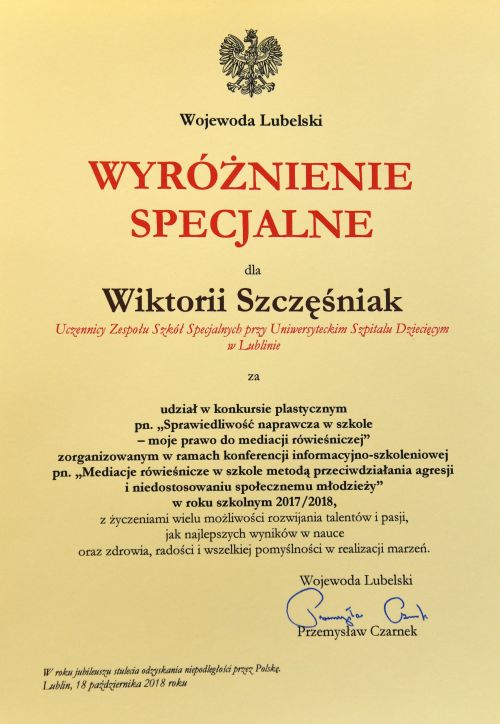 Wojewoda Lubelski
WYRÓŻNIENIE
SPECJALNE
dla
Wiktorii Szczęśniak
Uczennicy Zespołu Szkół Specjalnych przy Uniwersyteckim Szpitalu Dziecięcym
w Lublinie
za
udział w konkursie plastycznym
pn. „Sprawiedliwość naprawcza w szkole
– moje prawo do mediacji rówieśniczej”
zorganizowanym w ramach konferencji informacyjno-szkoleniowej
pn. „Mediacje rówieśnicze w szkole metodą przeciwdziałania agresji
i niedostosowaniu społecznemu młodzieży”
w roku szkolnym 2017/2018,
z życzeniami wielu możliwości rozwijania talentów i pasji,
jak najlepszych wyników w nauce
oraz zdrowia, radości i wszelkiej pomyślności w realizacji marzeń.
Wojewoda Lubelski
Przemysław Czarnek
Przemysław Czarnek
W roku jubileuszu stulecia odzyskania niepodległości przez Polskę.
Lublin, 18 października 2018 roku